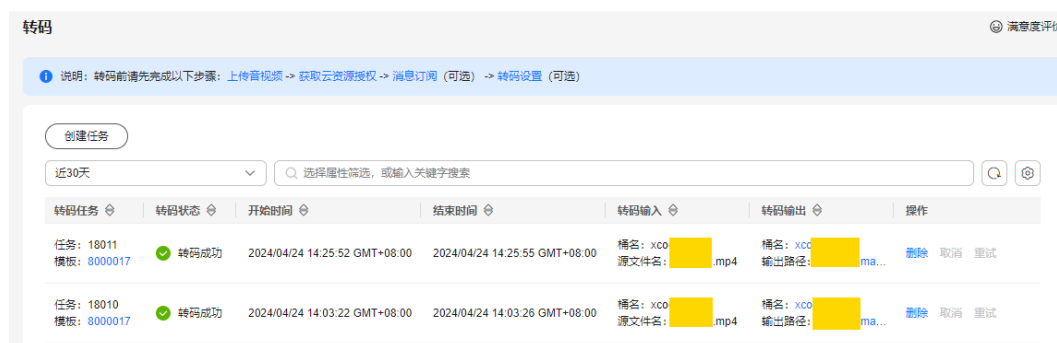 转码
满意度评价
说明：转码前请先完成以下步骤：上传音视频 -> 获取云资源授权 -> 消息订阅（可选） -> 转码设置（可选）
创建任务
近30天
选择属性筛选，或输入关键字搜索
转码任务 转码状态 开始时间 结束时间 转码输入 转码输出 操作
任务：18011 转码成功 2024/04/24 14:25:52 GMT+08:00 2024/04/24 14:25:55 GMT+08:00 桶名：xco 桶名：xco 删除 取消 重试
模板：8000017 源文件名： .mp4 输出路径： ma...
任务：18010 转码成功 2024/04/24 14:03:22 GMT+08:00 2024/04/24 14:03:26 GMT+08:00 桶名：xco 桶名：xco 删除 取消 重试
模板：8000017 源文件名： .mp4 输出路径： ma...